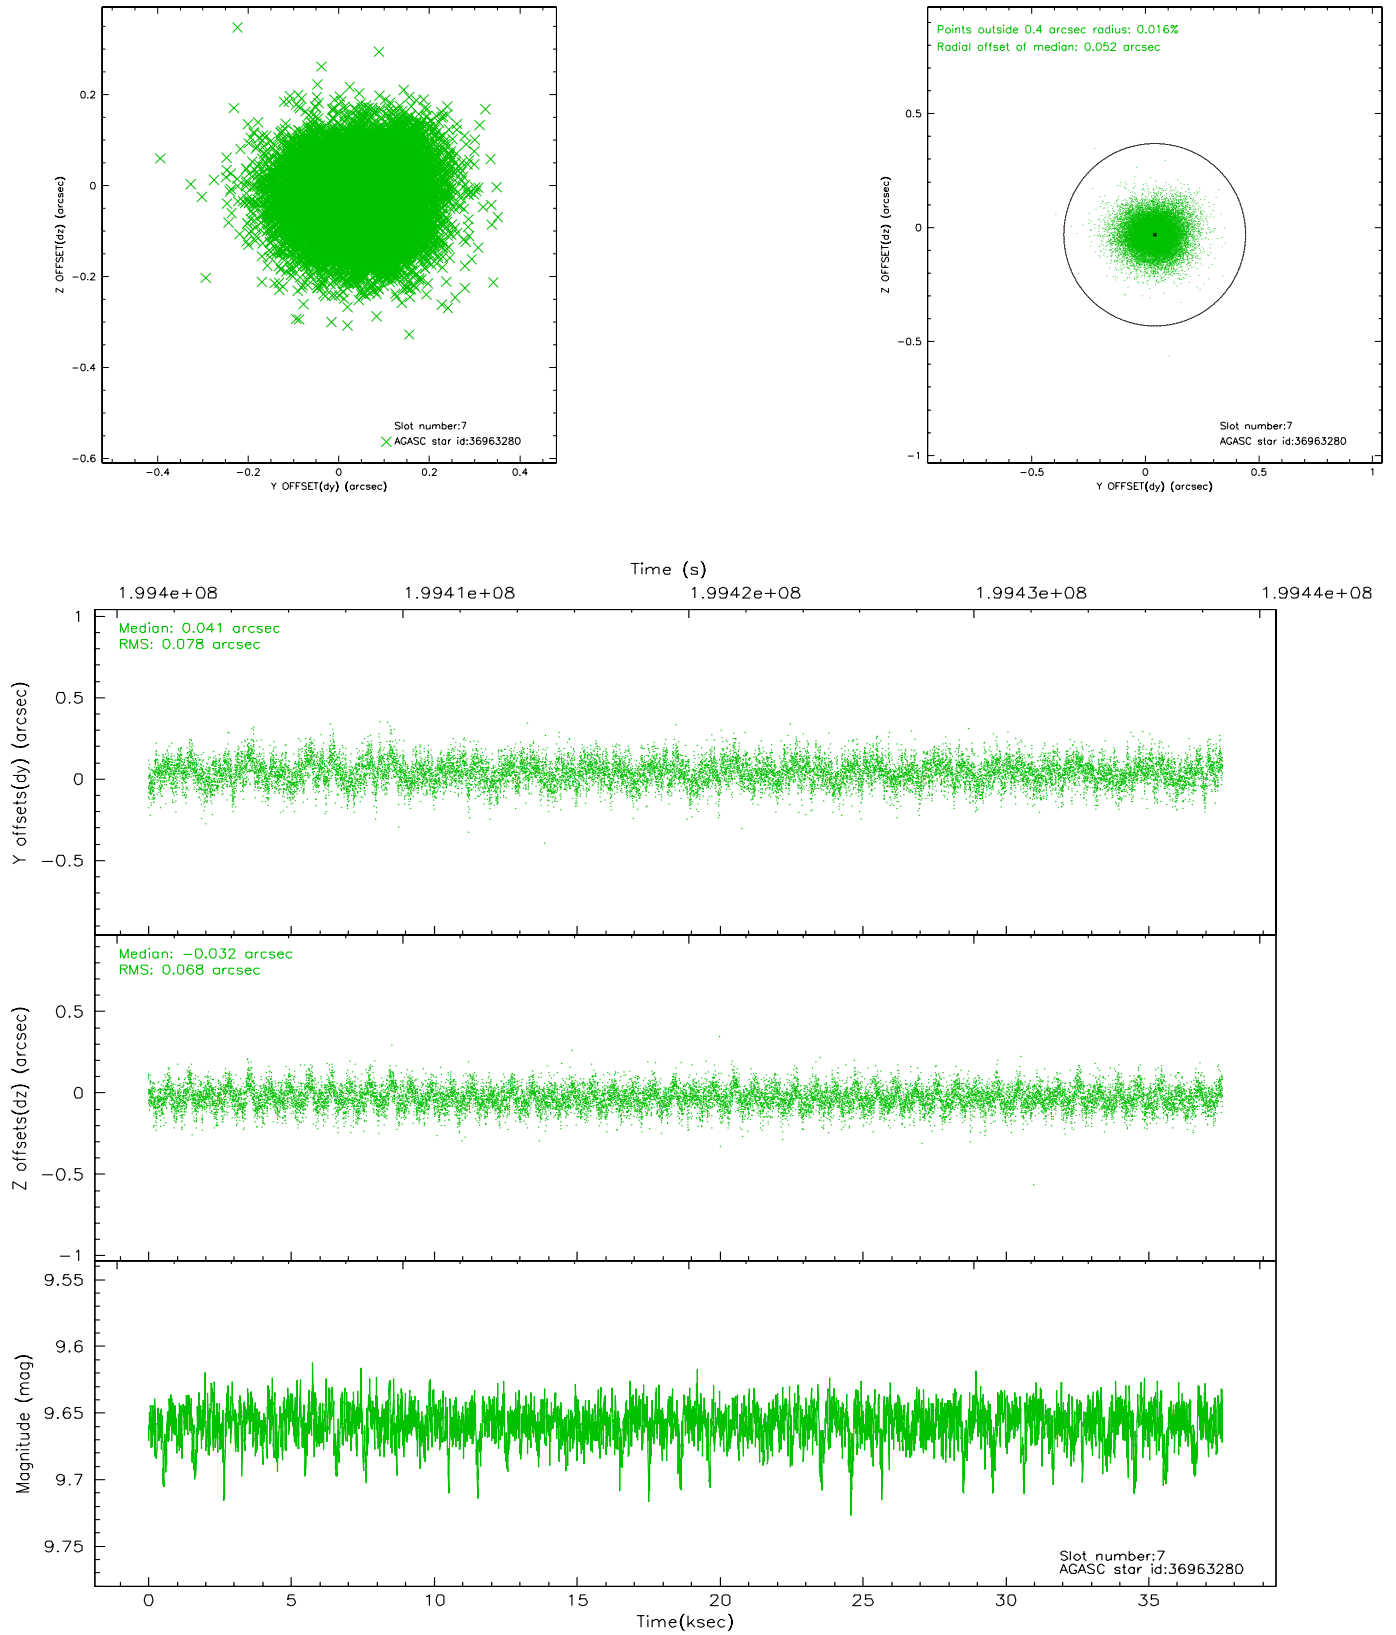 0.2
0
-0.2
-0.4
-0.6
Z OFFSET(dz) (arcsec)
-0.4 -0.2 0 0.2 0.4
Y OFFSET(dy) (arcsec)
Slot number:7
AGASC star id:36963280
Points outside 0.4 arcsec radius: 0.016%
Radial offset of median: 0.052 arcsec
0.5
0
-0.5
-1
Z OFFSET(dz) (arcsec)
-0.5 0 0.5 1
Y OFFSET(dy) (arcsec)
Slot number:7
AGASC star id:36963280
Time (s)
1.994e+08 1.9941e+08 1.9942e+08 1.9943e+08 1.9944e+08
Median: 0.041 arcsec
RMS: 0.078 arcsec
1
0.5
0
-0.5
Y offsets(dy) (arcsec)
Median: -0.032 arcsec
RMS: 0.068 arcsec
0.5
0
-0.5
-1
Z offsets(dz) (arcsec)
9.55
9.6
9.65
9.7
9.75
Magnitude (mag)
Slot number:7
AGASC star id:36963280
0 5 10 15 20 25 30 35
Time(ksec)